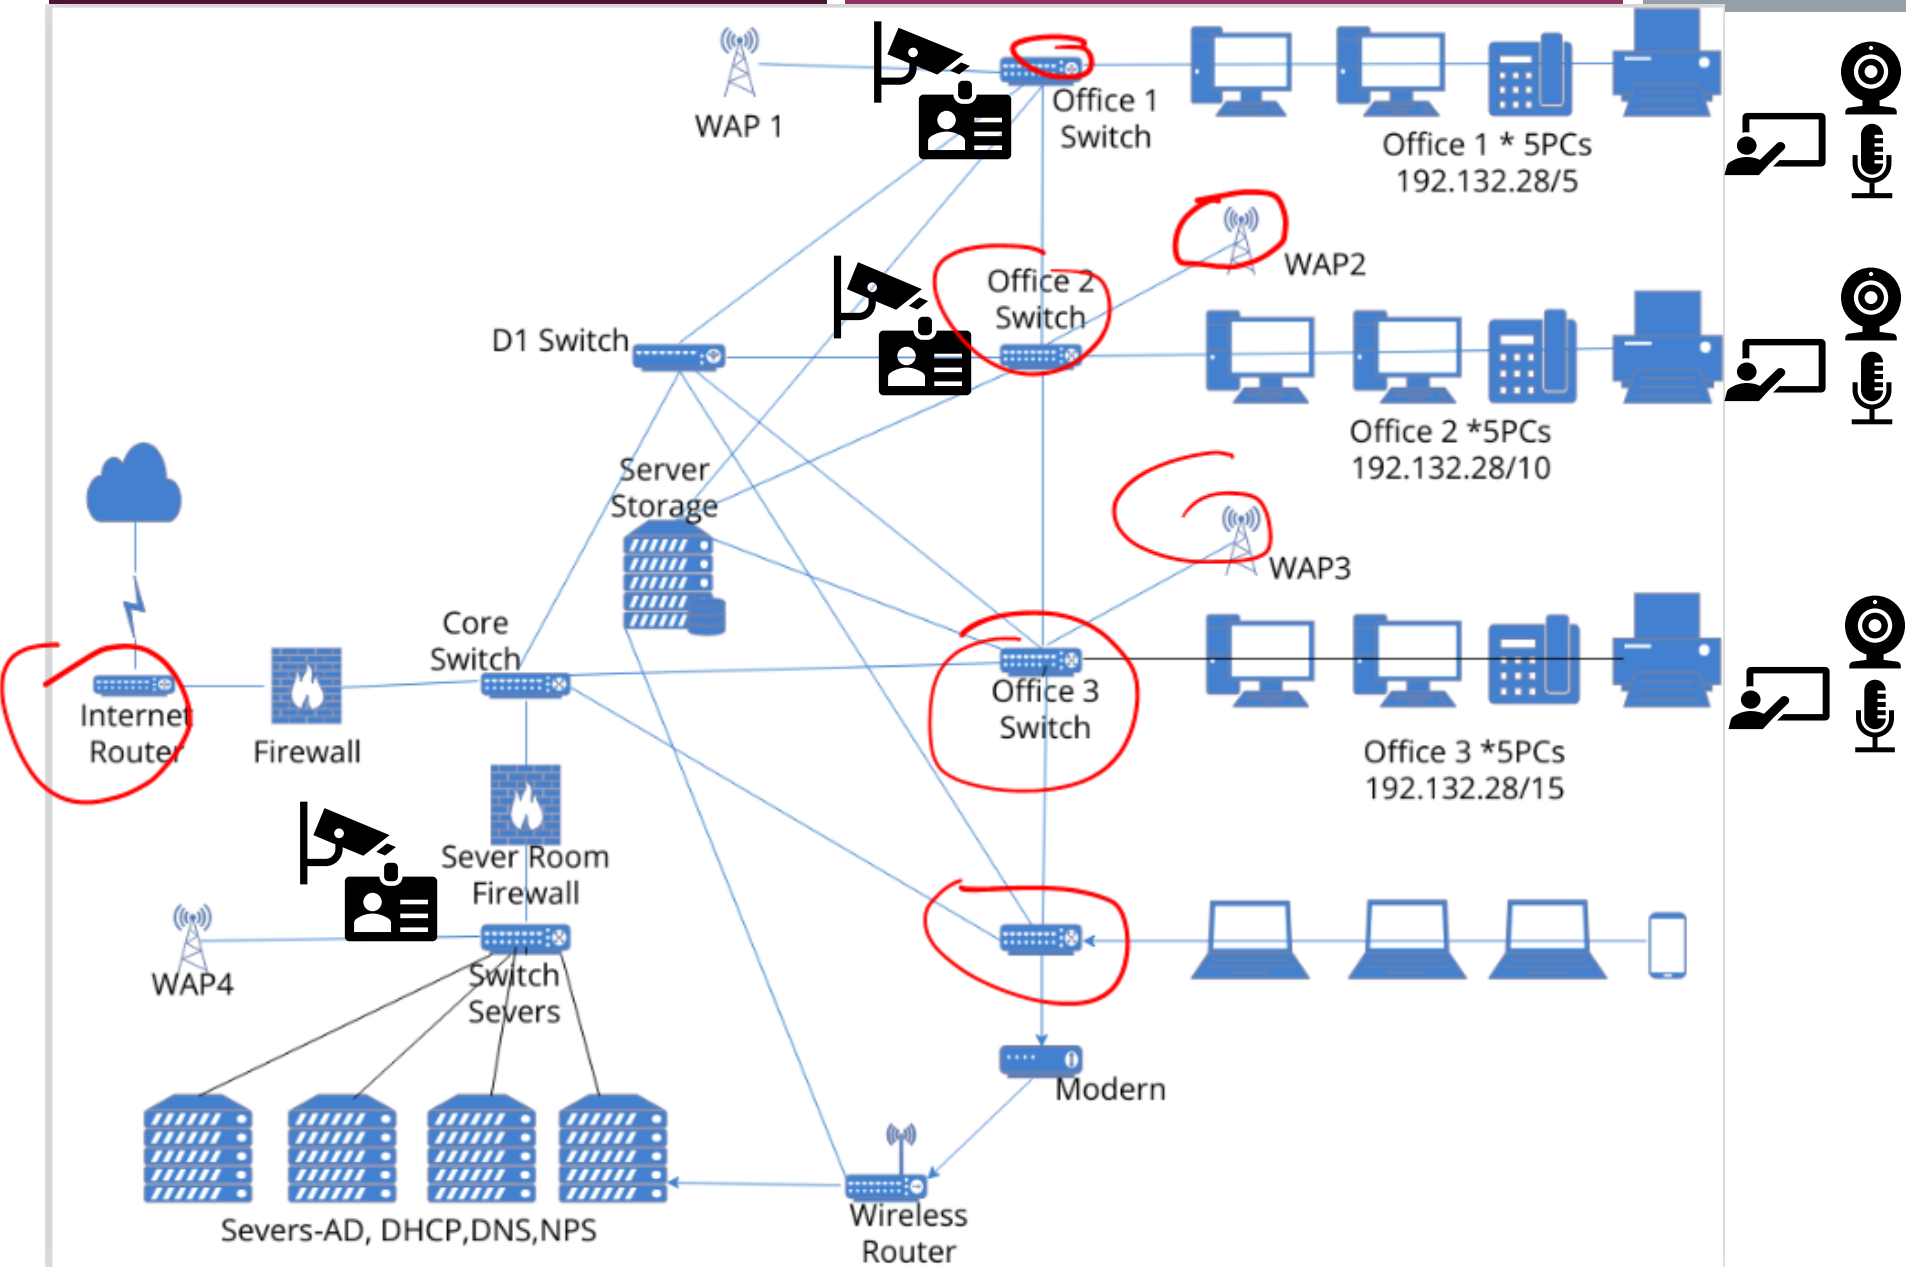 WAP 1
Office 1
Switch
Office 1 * 5PCs
192.132.28/5
WAP2
Office 2
Switch
D1 Switch
Office 2 *5PCs
192.132.28/10
Server
Storage
WAP3
Core
Switch
Internet
Router
Firewall
Office 3
Switch
Office 3 *5PCs
192.132.28/15
Sever Room
Firewall
WAP4
Switch
Severs
Modern
Severs-AD, DHCP,DNS,NPS
Wireless
Router